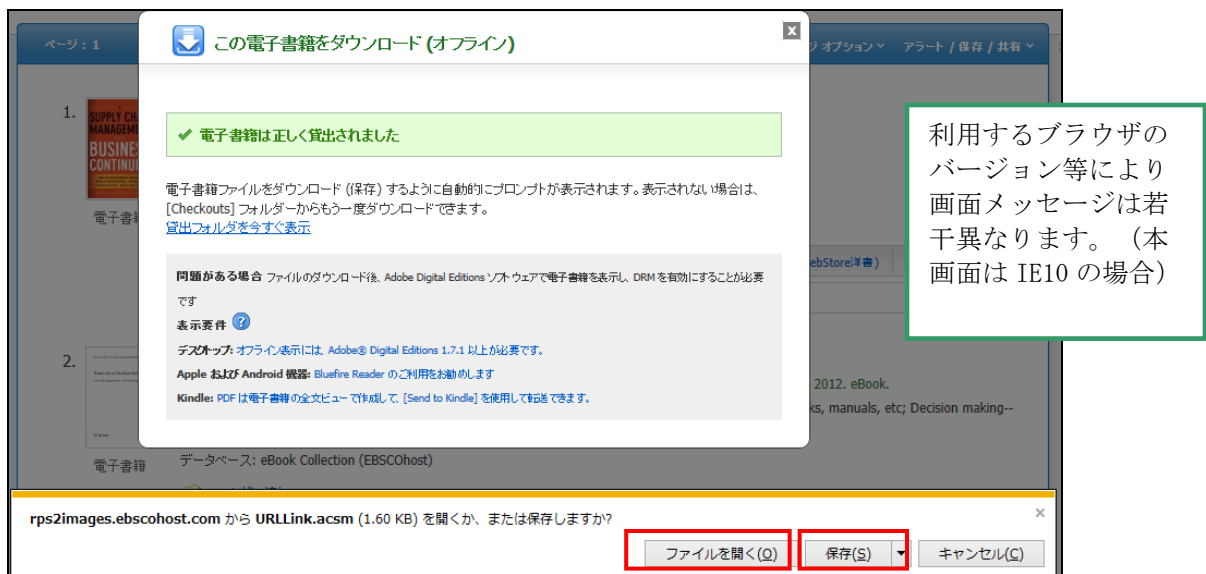 ページ: 1
この電子書籍をダウンロード (オフライン)
x
ジ オプション
アラート / 保存 / 共有
1.
SUPPLY CH
MANAGEME
BUSINE
CONTINU
電子書
✔ 電子書籍は正しく貸出されました
電子書籍ファイルをダウンロード (保存) するように自動的にプロンプトが表示されます。表示されない場合は、
[Checkouts] フォルダーからもう一度ダウンロードできます。
貸出フォルダを今すぐ表示
利用するブラウザの
バージョン等により
画面メッセージは若
干異なります。（本
画面は IE10 の場合）
ebStore洋書)
問題がある場合 ファイルのダウンロード後、Adobe Digital Editions ソフトウェアで電子書籍を表示し、DRM を有効にすることが必要
です
表示要件 ?
デスクトップ: オフライン表示には、Adobe® Digital Editions 1.7.1 以上が必要です。
Apple および Android 機器: Bluefire Reader のご利用をお勧めします
Kindle: PDF は電子書籍の全文ビューで作成して、[Send to Kindle] を使用して転送できます。
2.
2012. eBook.
ks, manuals, etc; Decision making--
電子書籍
データベース: eBook Collection (EBSCOhost)
rps2images.ebscohost.com から URLLink.acsm (1.60 KB) を開くか、または保存しますか?
×
ファイルを開く(O)
保存(S)
キャンセル(C)